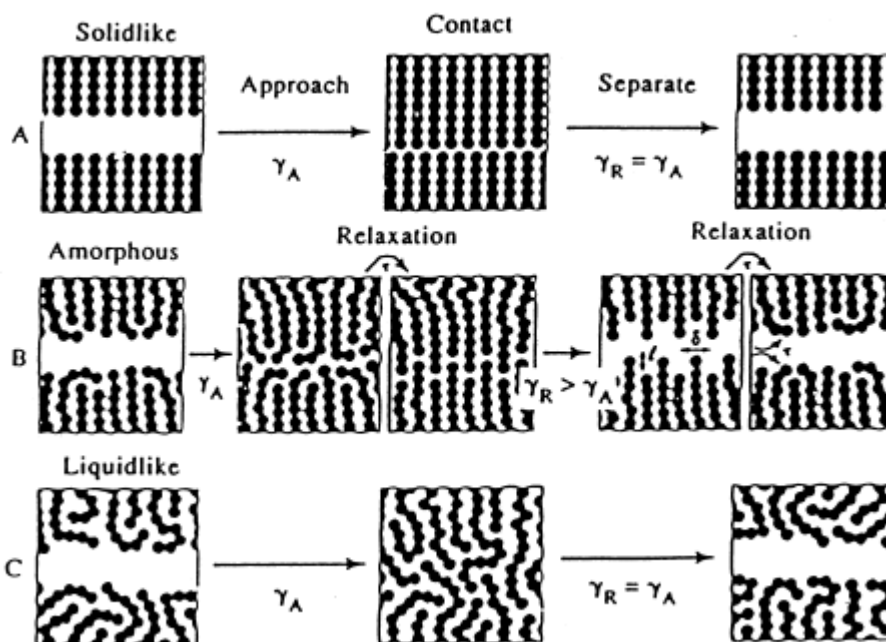 Solidlike
Contact
Approach
Separate
A
γA
γR = γA
Amorphous
Relaxation
Relaxation
τ
τ
B
γA
γR > γA
l
δ
τ
Liquidlike
C
γA
γR = γA